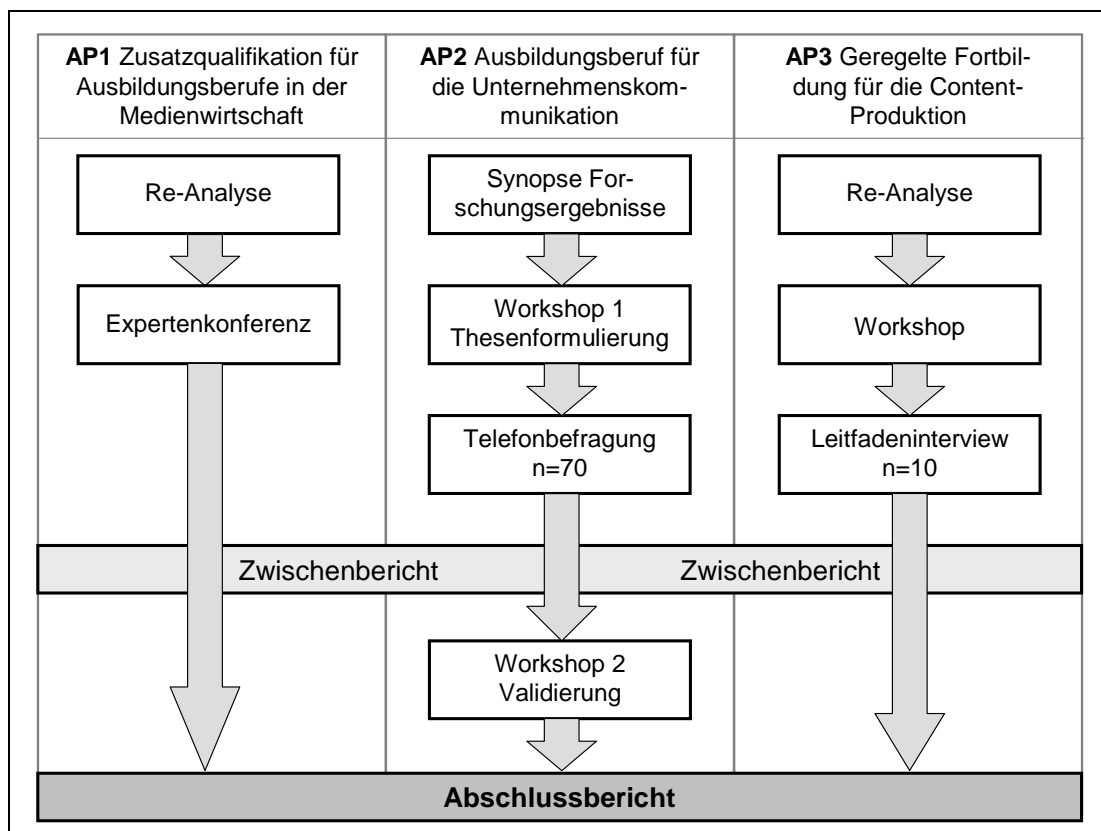 AP1 Zusatzqualifikation für
Ausbildungsberufe in der
Medienwirtschaft
AP2 Ausbildungsberuf für
die Unternehmenskom-
munikation
AP3 Geregelte Fortbil-
dung für die Content-
Produktion
Re-Analyse
Synopse For-
schungsergebnisse
Re-Analyse
Expertenkonferenz
Workshop 1
Thesenformulierung
Workshop
Telefonbefragung
n=70
Leitfadeninterview
n=10
Zwischenbericht
Zwischenbericht
Workshop 2
Validierung
Abschlussbericht